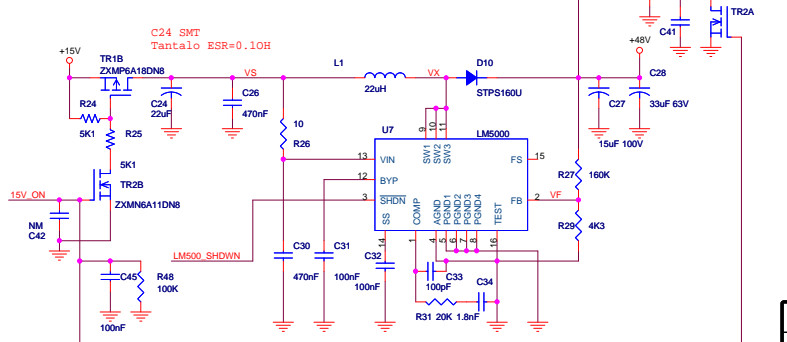 C24 SMT
Tantalo ESR=0.1OH
TR2A
C41
+15V
+48V
TR1B
ZXMP6A18DN8
VS
L1
22uH
VX
D10
STPS160U
C28
33uF 63V
C27
15uF 100V
R24
5K1
C24
22uF
C26
470nF
10
R26
R25
5K1
U7
LM5000
9
10
11
SW1
SW2
SW3
13
VIN
12
BYP
3
SHDN
FS
15
FB
2
VF
R27
160K
R29
4K3
SS
COMP
AGND
PGND1
PGND2
PGND3
PGND4
TEST
14
1
4
5
6
7
8
16
TR2B
ZXMN6A11DN8
15V_ON
NM
C42
LM500_SHDWN
C45
100nF
R48
100K
C30
470nF
C31
100nF
C32
100nF
C33
100pF
C34
1.8nF
R31
20K